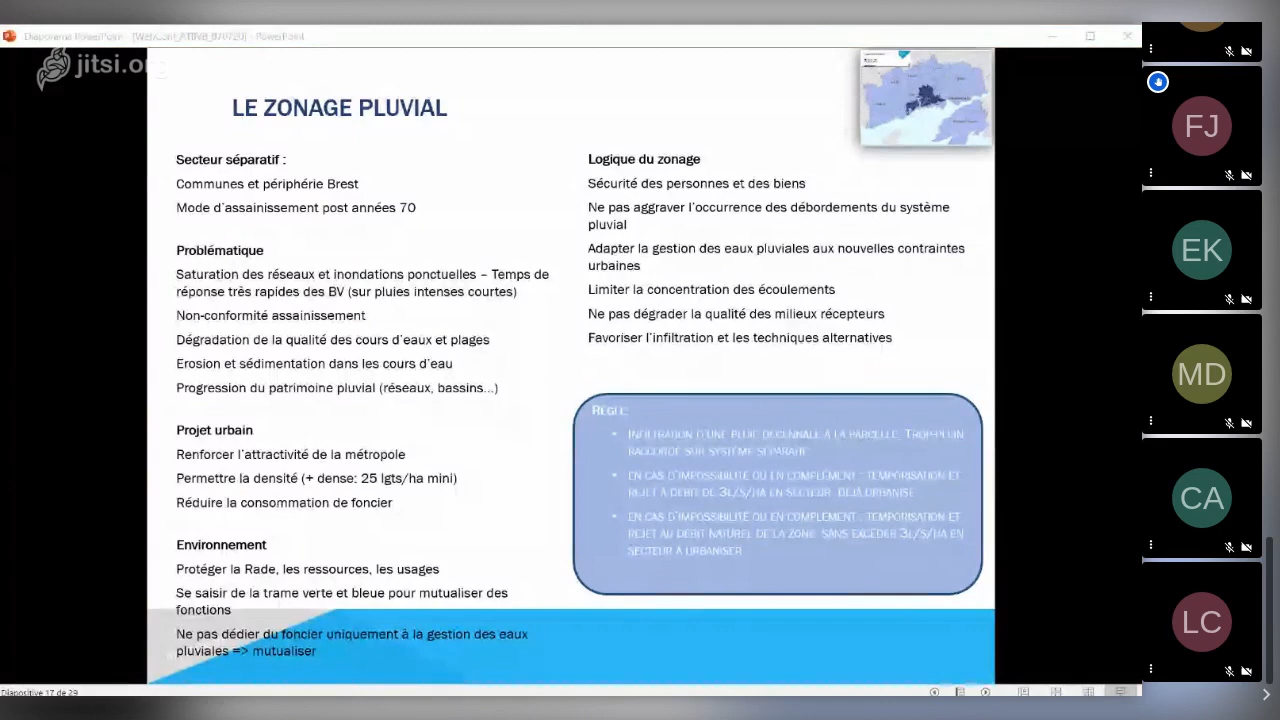 Diaporama PowerPoint - [Webconf_ATIVB_070720] - PowerPoint
jitsi.or
LE ZONAGE PLUVIAL
Secteur séparatif :
Communes et périphérie Brest
Mode d'assainissement post années 70
Problématique
Saturation des réseaux et inondations ponctuelles – Temps de
réponse très rapides des BV (sur pluies intenses courtes)
Non-conformité assainissement
Dégradation de la qualité des cours d'eaux et plages
Erosion et sédimentation dans les cours d'eau
Progression du patrimoine pluvial (réseaux, bassins...)
Projet urbain
Renforcer l'attractivité de la métropole
Permettre la densité (+ dense: 25 lgts/ha mini)
Réduire la consommation de foncier
Environnement
Protéger la Rade, les ressources, les usages
Se saisir de la trame verte et bleue pour mutualiser des
fonctions
Ne pas dédier du foncier uniquement à la gestion des eaux
pluviales => mutualiser
Logique du zonage
Sécurité des personnes et des biens
Ne pas aggraver l'occurrence des débordements du système
pluvial
Adapter la gestion des eaux pluviales aux nouvelles contraintes
urbaines
Limiter la concentration des écoulements
Ne pas dégrader la qualité des milieux récepteurs
Favoriser l'infiltration et les techniques alternatives
RÈGLE:
• INFILTRATION D'UNE PLUIE DÉCENNALE À LA PARCELLE. TROP-PLEIN
RACCORDÉ SUR SYSTÈME SÉPARATIF
• EN CAS D'IMPOSSIBILITÉ OU EN COMPLÉMENT : TEMPORISATION ET
REJET À DÉBIT DE 3L/S/HA EN SECTEUR DÉJÀ URBANISÉ
• EN CAS D'IMPOSSIBILITÉ OU EN COMPLÉMENT : TEMPORISATION ET
REJET AU DÉBIT NATUREL DE LA ZONE SANS EXCÉDER 3L/S/HA EN
SECTEUR À URBANISER
Diapositive 17 de 29
FJ
EK
MD
CA
LC